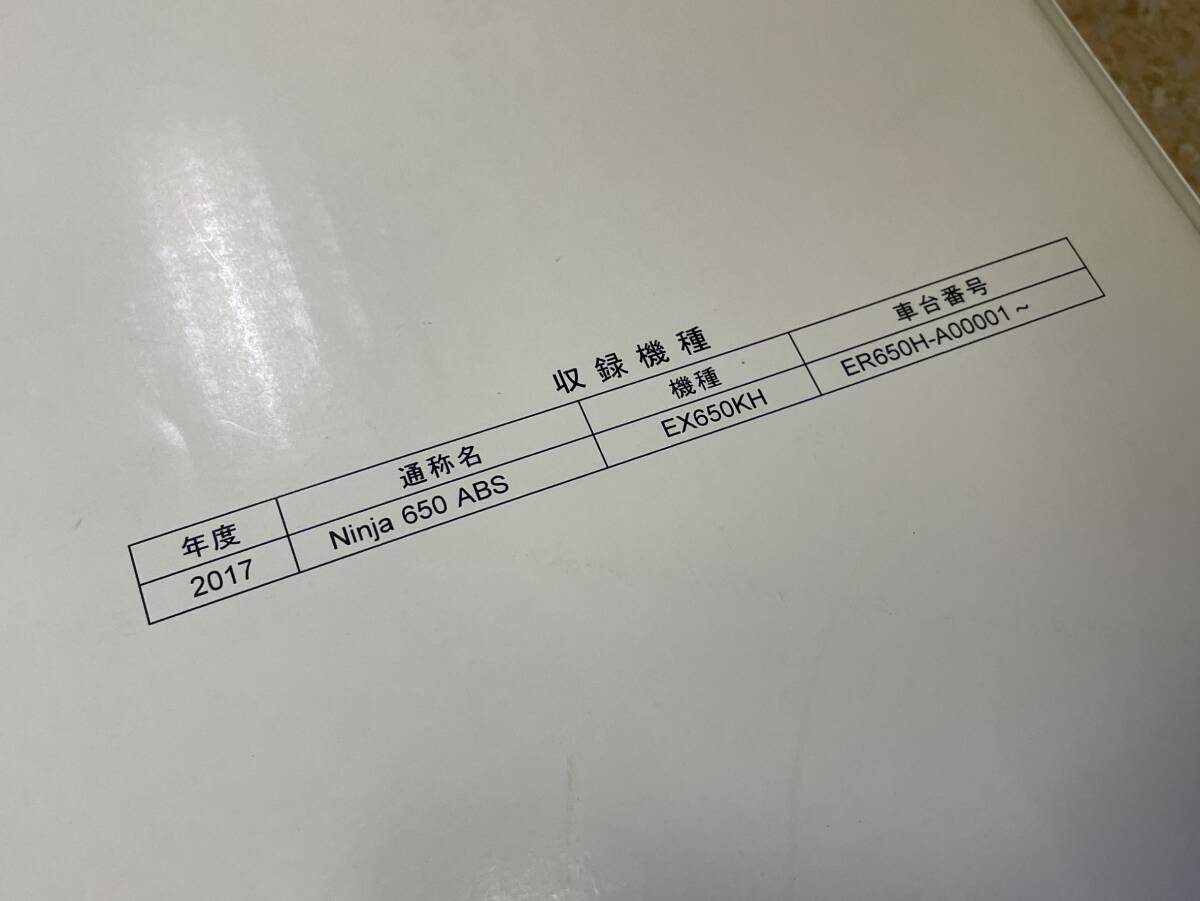 収録機種
年度 通称名 機種 車台番号
2017 Ninja 650 ABS EX650KH ER650H-A00001~